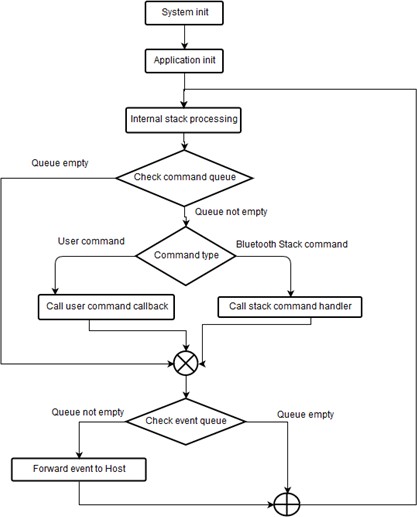 System init
Application init
Internal stack processing
Queue empty
Check command queue
Queue not empty
User command
Bluetooth Stack command
Command type
Call user command callback
Call stack command handler
Queue not empty
Queue empty
Check event queue
Forward event to Host